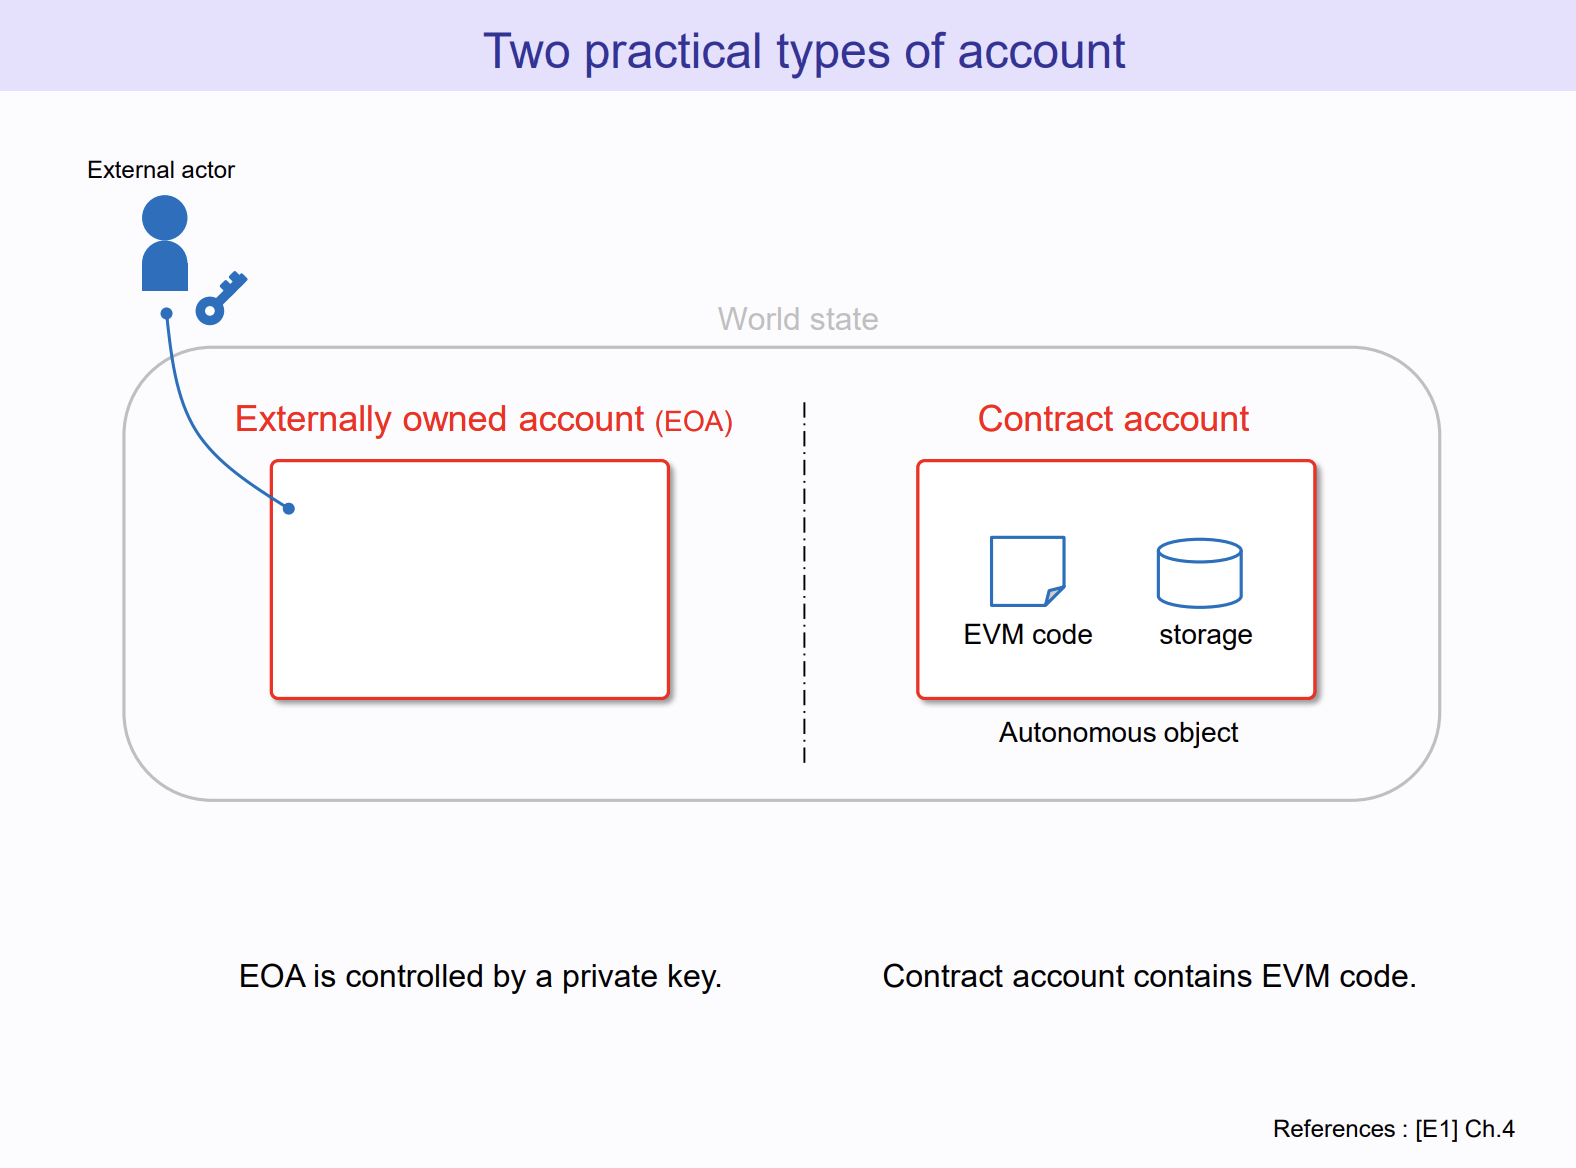 Two practical types of account
External actor
World state
Externally owned account (EOA)
Contract account
EVM code
storage
Autonomous object
EOA is controlled by a private key.
Contract account contains EVM code.
References : [E1] Ch.4